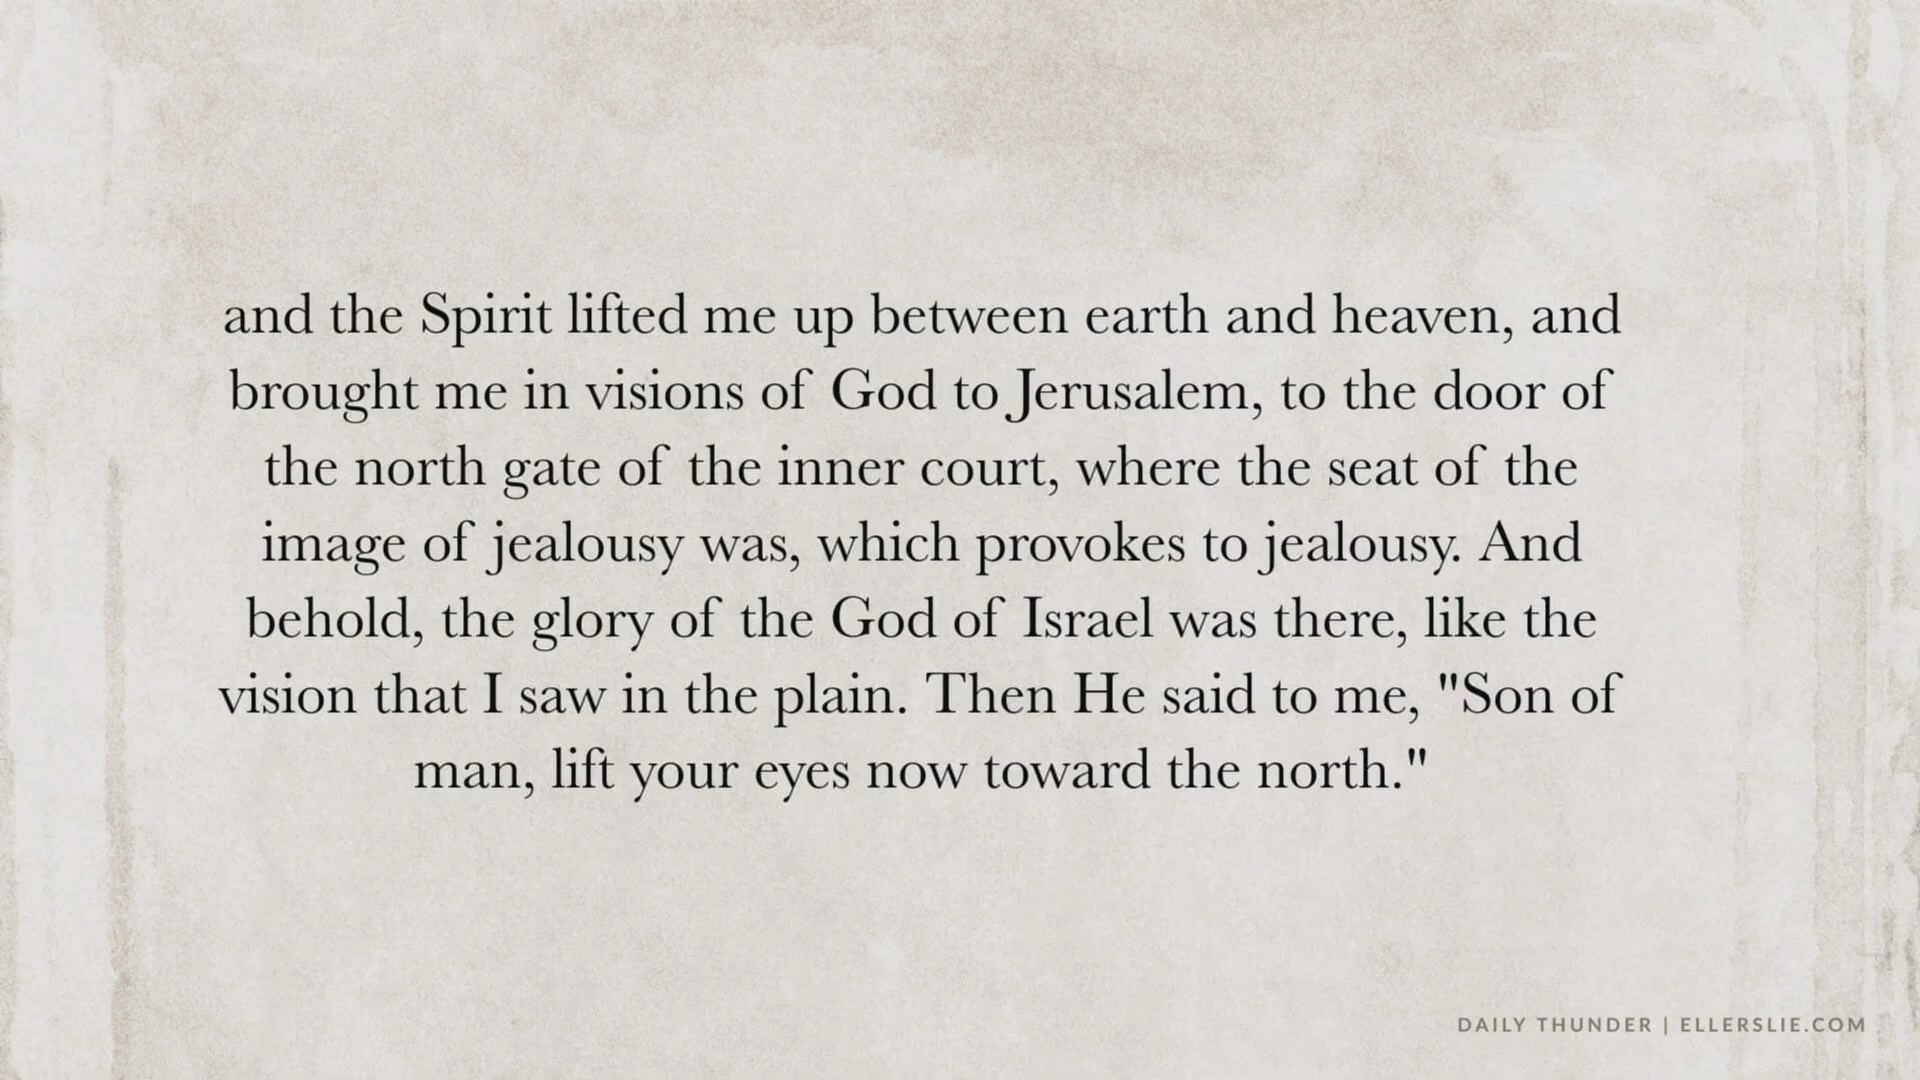 and the Spirit lifted me up between earth and heaven, and
brought me in visions of God to Jerusalem, to the door of
the north gate of the inner court, where the seat of the
image of jealousy was, which provokes to jealousy. And
behold, the glory of the God of Israel was there, like the
vision that I saw in the plain. Then He said to me, "Son of
man, lift your eyes now toward the north."
DAILY THUNDER | ELLERSLIE.COM